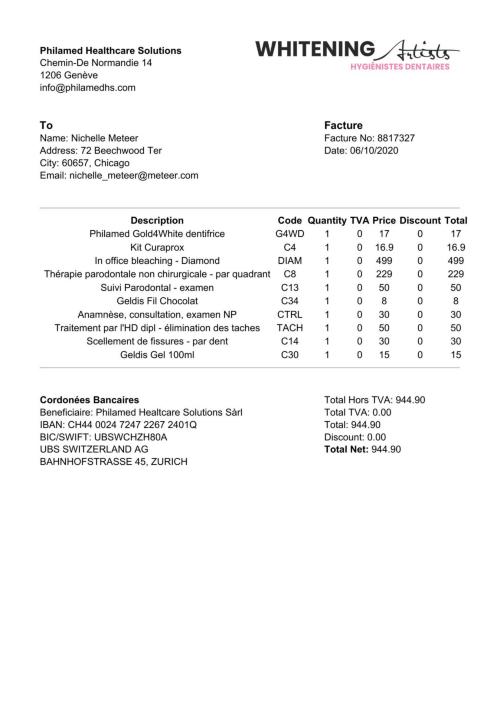 Philamed Healthcare Solutions
Chemin-De Normandie 14
1206 Genève
info@philamedhs.com
WHITENING Artists
HYGIÉNISTES DENTAIRES
To
Name: Nichelle Meteer
Address: 72 Beechwood Ter
City: 60657, Chicago
Email: nichelle_meteer@meteer.com
Facture
Facture No: 8817327
Date: 06/10/2020
Description Code Quantity TVA Price Discount Total
Philamed Gold4White dentifrice G4WD 1 0 17 0 17
Kit Curaprox C4 1 0 16.9 0 16.9
In office bleaching - Diamond DIAM 1 0 499 0 499
Thérapie parodontale non chirurgicale - par quadrant C8 1 0 229 0 229
Suivi Parodontal - examen C13 1 0 50 0 50
Geldis Fil Chocolat C34 1 0 8 0 8
Anamnèse, consultation, examen NP CTRL 1 0 30 0 30
Traitement par l'HD dipl - élimination des taches TACH 1 0 50 0 50
Scellement de fissures - par dent C14 1 0 30 0 30
Geldis Gel 100ml C30 1 0 15 0 15
Cordonées Bancaires
Beneficiaire: Philamed Healtcare Solutions Sàrl
IBAN: CH44 0024 7247 2267 2401Q
BIC/SWIFT: UBSWCHZH80A
UBS SWITZERLAND AG
BAHNHOFSTRASSE 45, ZURICH
Total Hors TVA: 944.90
Total TVA: 0.00
Total: 944.90
Discount: 0.00
Total Net: 944.90